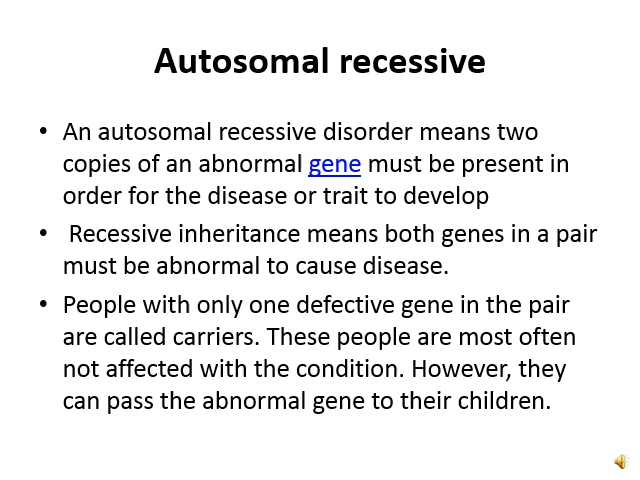 Autosomal recessive
• An autosomal recessive disorder means two
copies of an abnormal gene must be present in
order for the disease or trait to develop
• Recessive inheritance means both genes in a pair
must be abnormal to cause disease.
• People with only one defective gene in the pair
are called carriers. These people are most often
not affected with the condition. However, they
can pass the abnormal gene to their children.